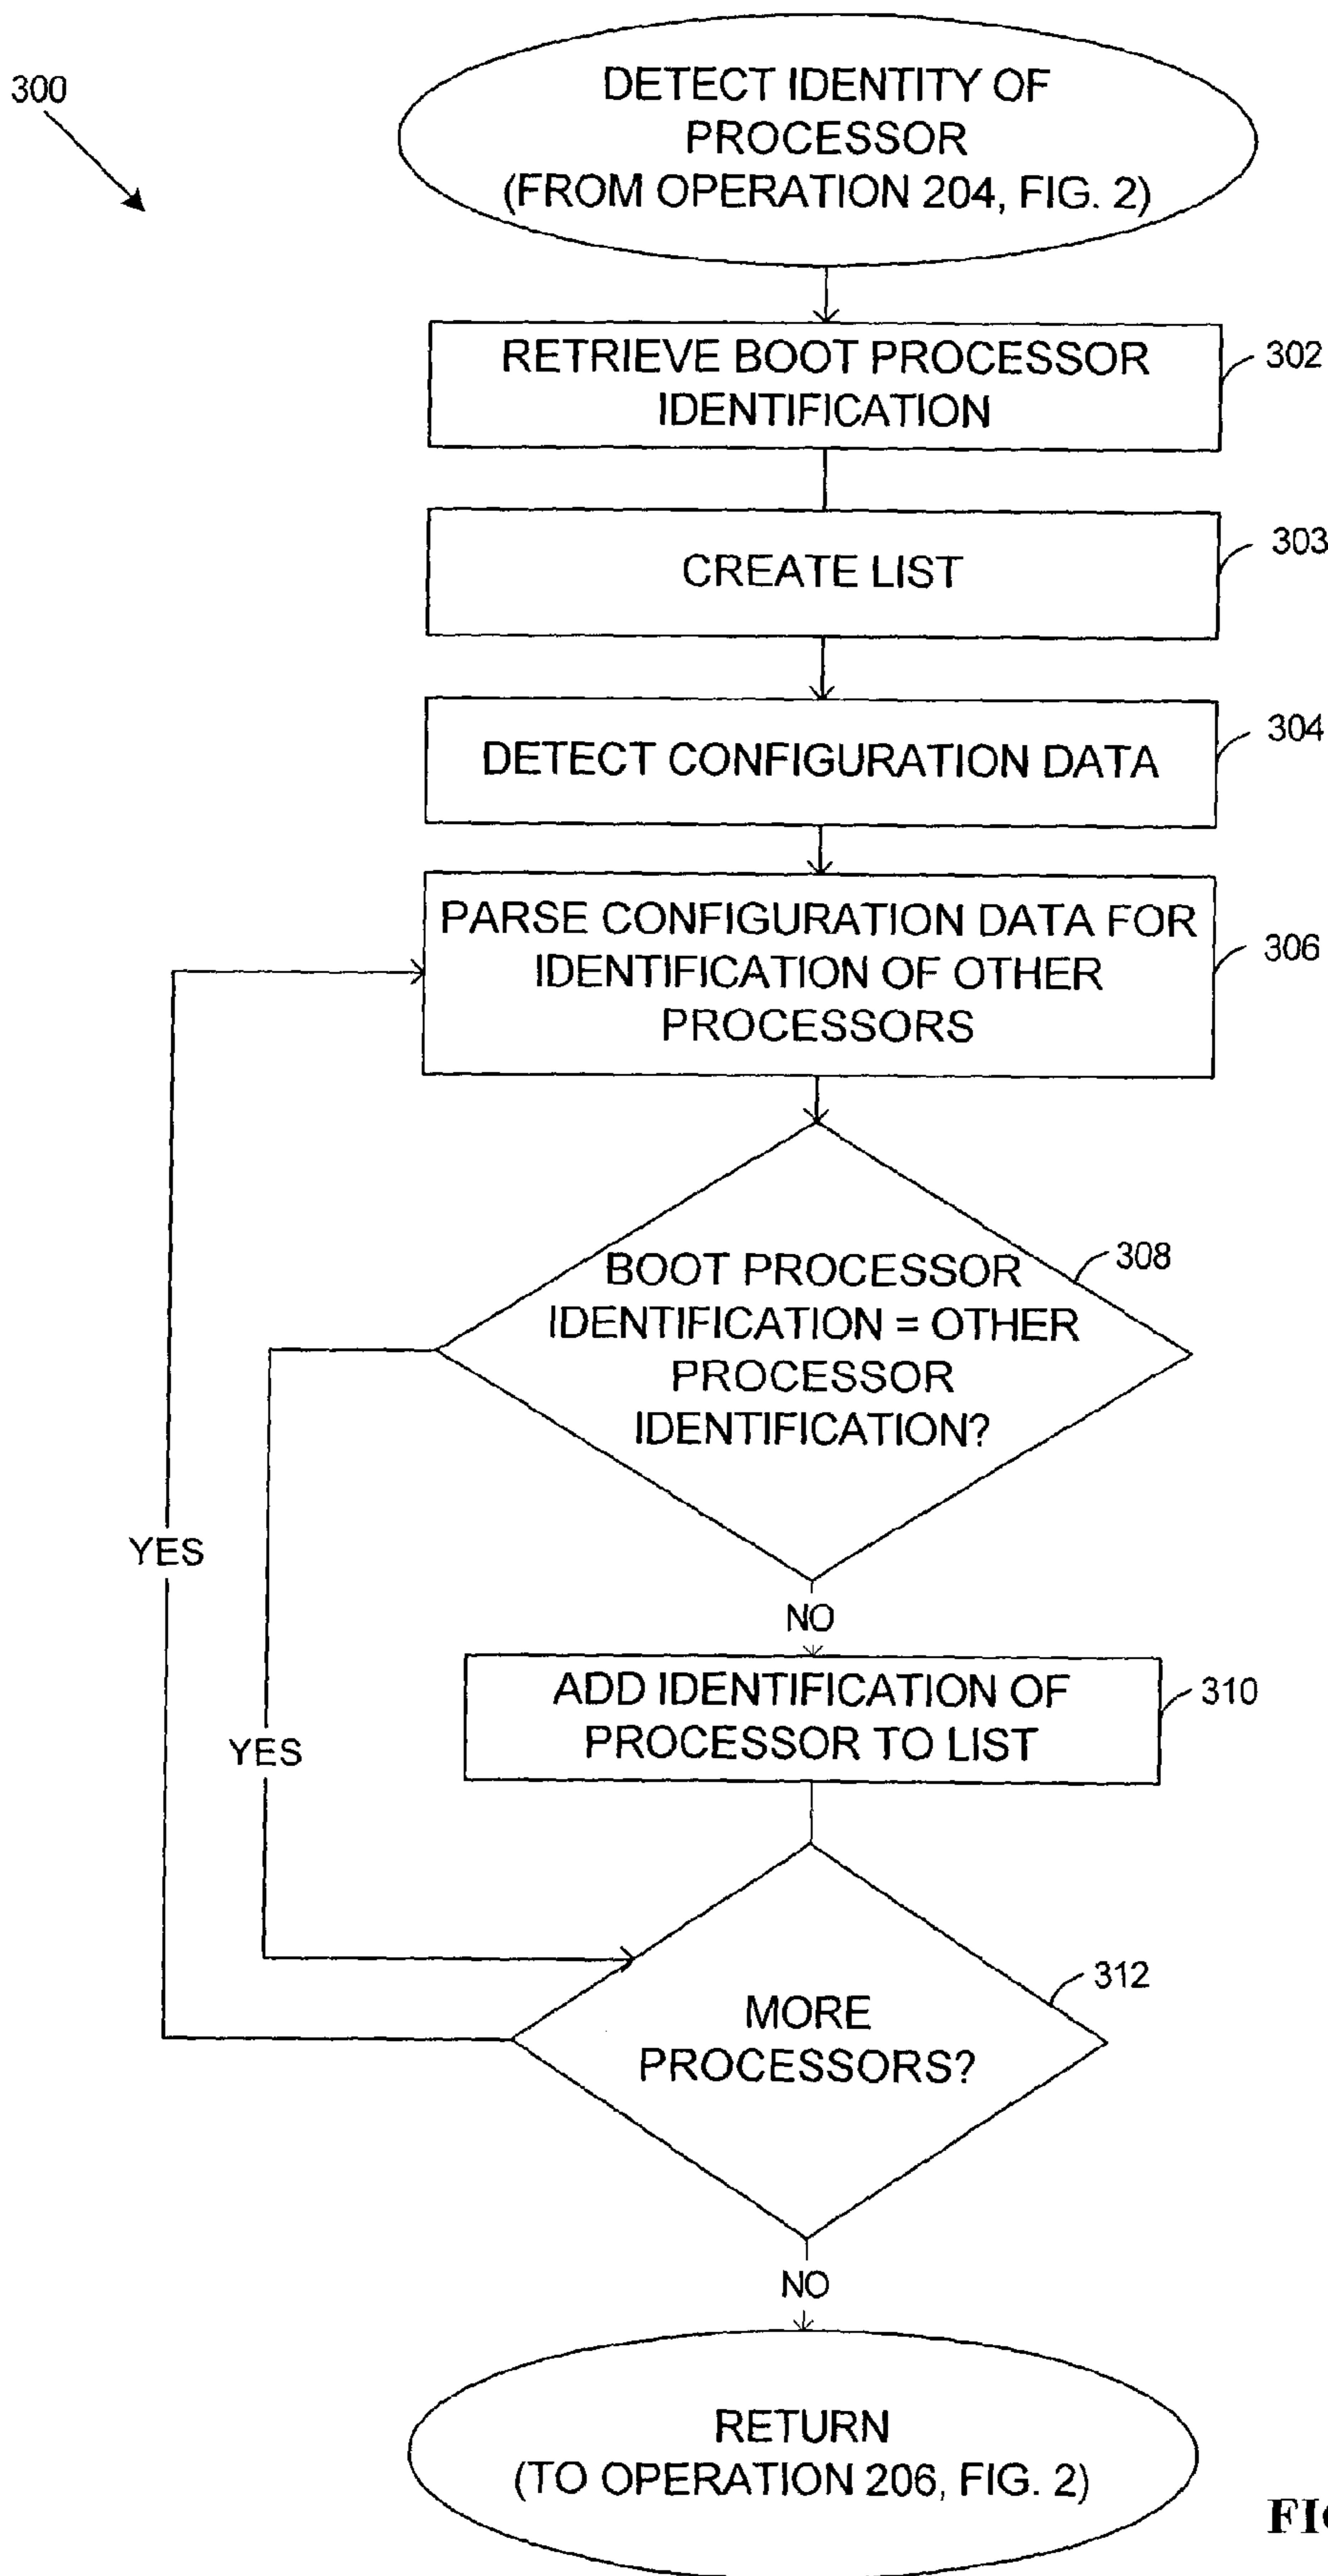 300
DETECT IDENTITY OF
PROCESSOR
(FROM OPERATION 204, FIG. 2)
RETRIEVE BOOT PROCESSOR
IDENTIFICATION
302
CREATE LIST
303
DETECT CONFIGURATION DATA
304
PARSE CONFIGURATION DATA FOR
IDENTIFICATION OF OTHER
PROCESSORS
306
BOOT PROCESSOR
IDENTIFICATION = OTHER
PROCESSOR
IDENTIFICATION?
308
YES
NO
ADD IDENTIFICATION OF
PROCESSOR TO LIST
310
YES
MORE
PROCESSORS?
312
NO
RETURN
(TO OPERATION 206, FIG. 2)